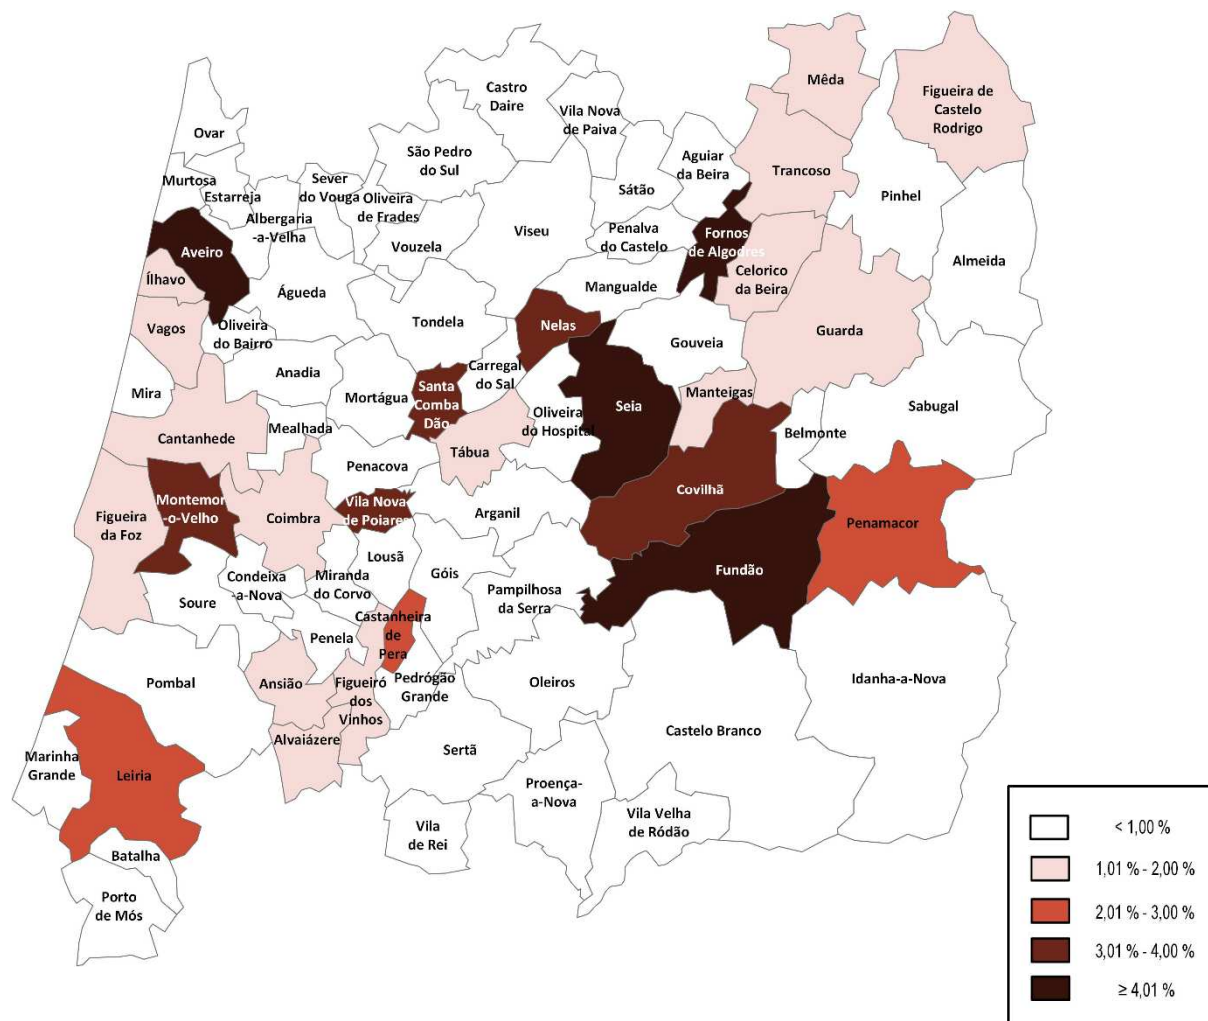 Castro
Daire
Mêda
Figueira de
Castelo
Rodrigo
Vila Nova
de Paiva
Ovar
São Pedro
do Sul
Aguiar
da Beira
Trancoso
Murtosa
Estarreja
Sever
do Vouga
Oliveira
de Frades
Sátão
Pinhel
Albergaria
-a-Velha
Viseu
Penalva
do Castelo
Fornos
de Algodres
Aveiro
Vouzela
Almeida
Ílhavo
Celorico
da Beira
Águeda
Mangualde
Vagos
Oliveira
do Bairro
Tondela
Nelas
Guarda
Gouveia
Mira
Anadia
Carregal
do Sal
Mortágua
Santa
Comba
Dão
Manteigas
Seia
Sabugal
Oliveira
do Hospital
Mealhada
Belmonte
Cantanhede
Tábua
Penacova
Covilhã
Montemor
-o-Velho
Vila Nova
de Poiares
Figueira
da Foz
Coimbra
Arganil
Penamacor
Lousã
Góis
Fundão
Condeixa
-a-Nova
Miranda
do Corvo
Pampilhosa
da Serra
Soure
Castanheira
de
Pera
Penela
Pombal
Ansião
Figueiró
dos
Vinhos
Pedrógão
Grande
Oleiros
Idanha-a-Nova
Castelo Branco
Alvaiázere
Sertã
Marinha
Grande
Leiria
Proença-
a-Nova
Vila
de Rei
Vila Velha
de Ródão
Batalha
Porto
de Mós
< 1,00 %
1,01 % - 2,00 %
2,01 % - 3,00 %
3,01 % - 4,00 %
≥ 4,01 %